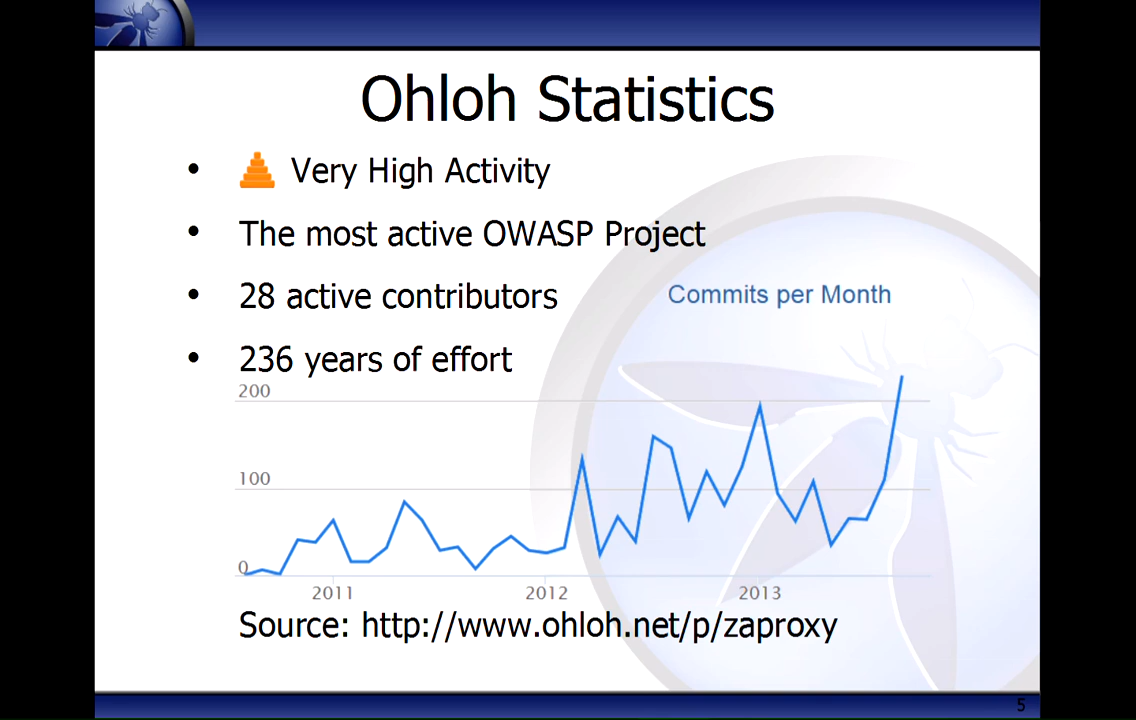 Ohloh Statistics
• Very High Activity
• The most active OWASP Project
• 28 active contributors
Commits per Month
• 236 years of effort
200
100
0
2011 2012 2013
Source: http://www.ohloh.net/p/zaproxy
5